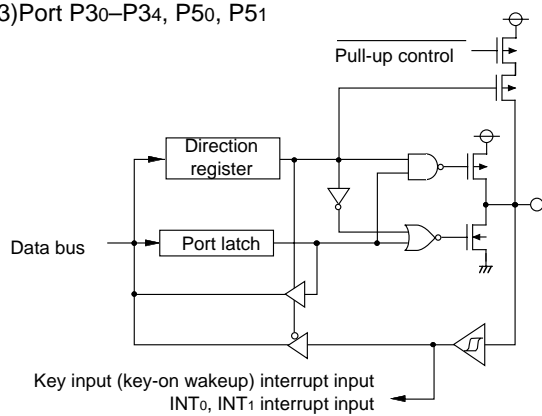 3)Port P30–P34, P50, P51
Pull-up control
Direction
register
Data bus
Port latch
Key input (key-on wakeup) interrupt input
INT0, INT1 interrupt input